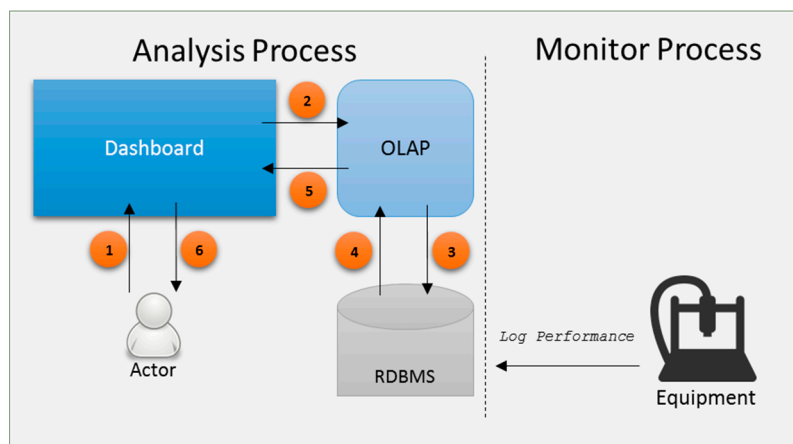 Analysis Process
Monitor Process
2
Dashboard
OLAP
5
1
6
4
3
Log Performance
Actor
RDBMS
Equipment